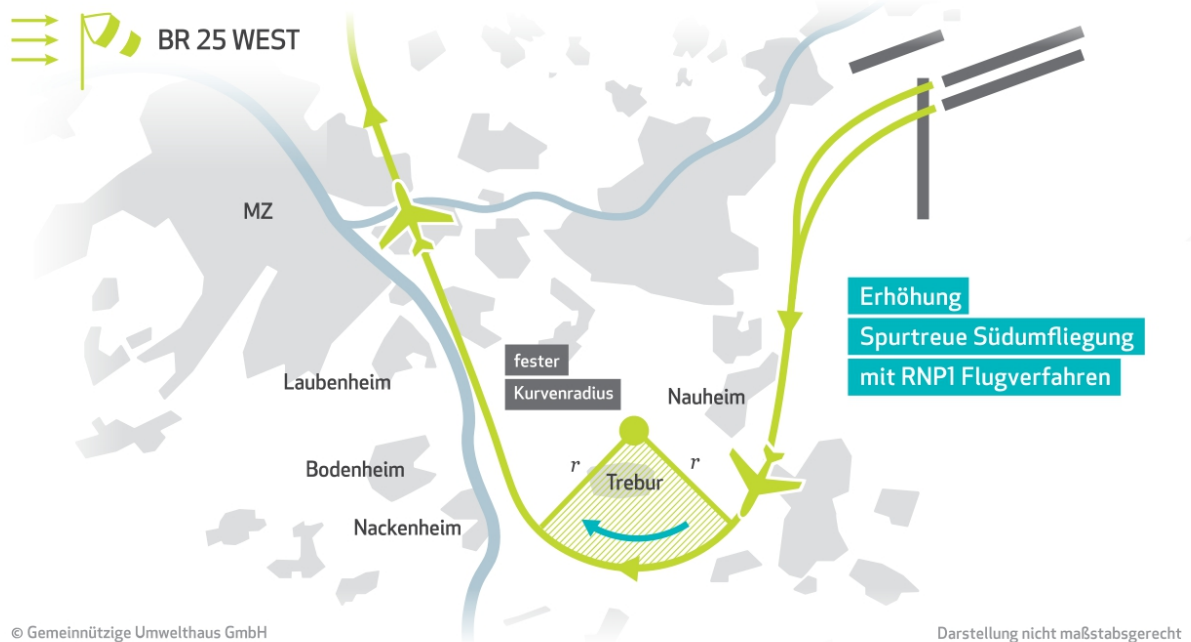 BR 25 WEST
MZ
Erhöhung
Spurtreue Südumfliegung
mit RNP1 Flugverfahren
fester
Kurvenradius
Laubenheim
Nauheim
Bodenheim
r
r
Trebur
Nackenheim
© Gemeinnützige Umwelthaus GmbH
Darstellung nicht maßstabsgerecht